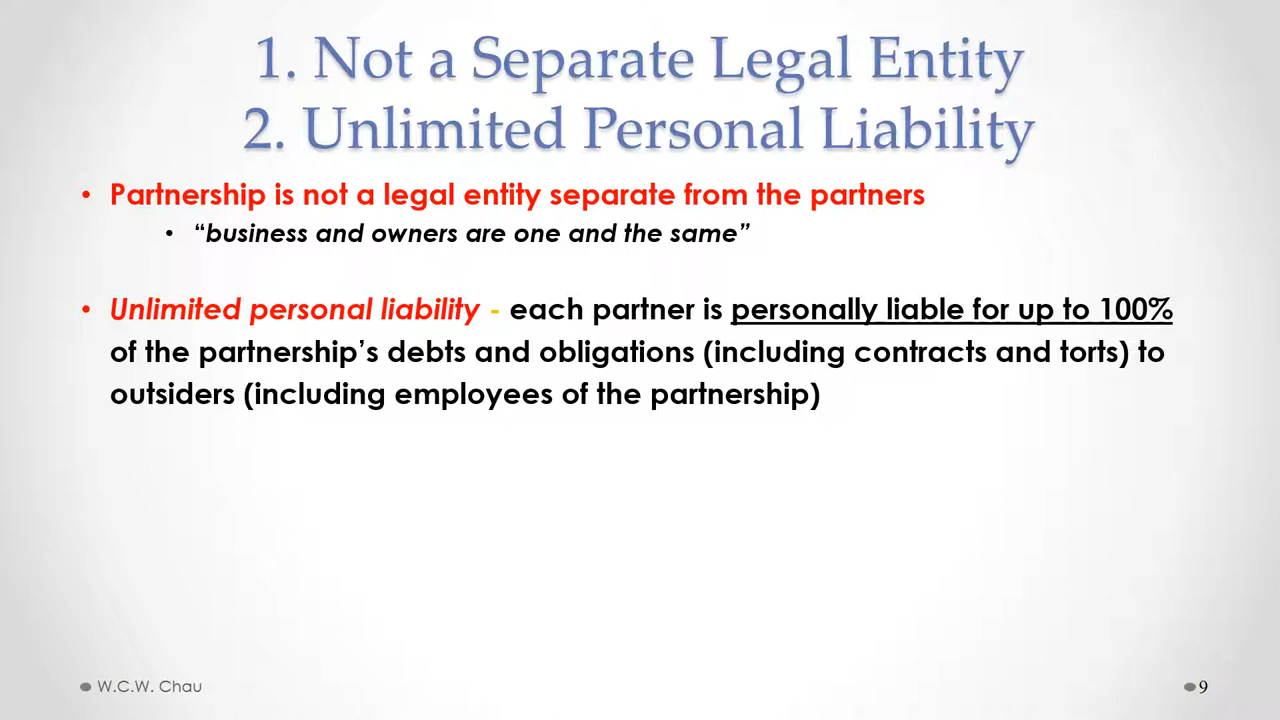 1. Not a Separate Legal Entity
2. Unlimited Personal Liability
• Partnership is not a legal entity separate from the partners
• “business and owners are one and the same”
• Unlimited personal liability - each partner is personally liable for up to 100%
of the partnership’s debts and obligations (including contracts and torts) to
outsiders (including employees of the partnership)
W.C.W. Chau
9